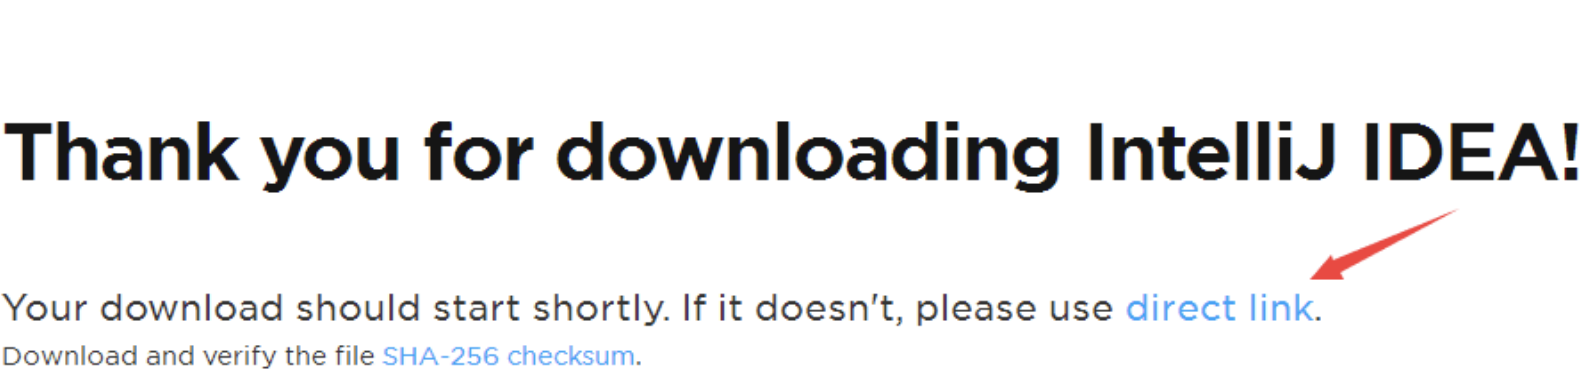 Thank you for downloading IntelliJ IDEA!
Your download should start shortly. If it doesn't, please use direct link.
Download and verify the file SHA-256 checksum.